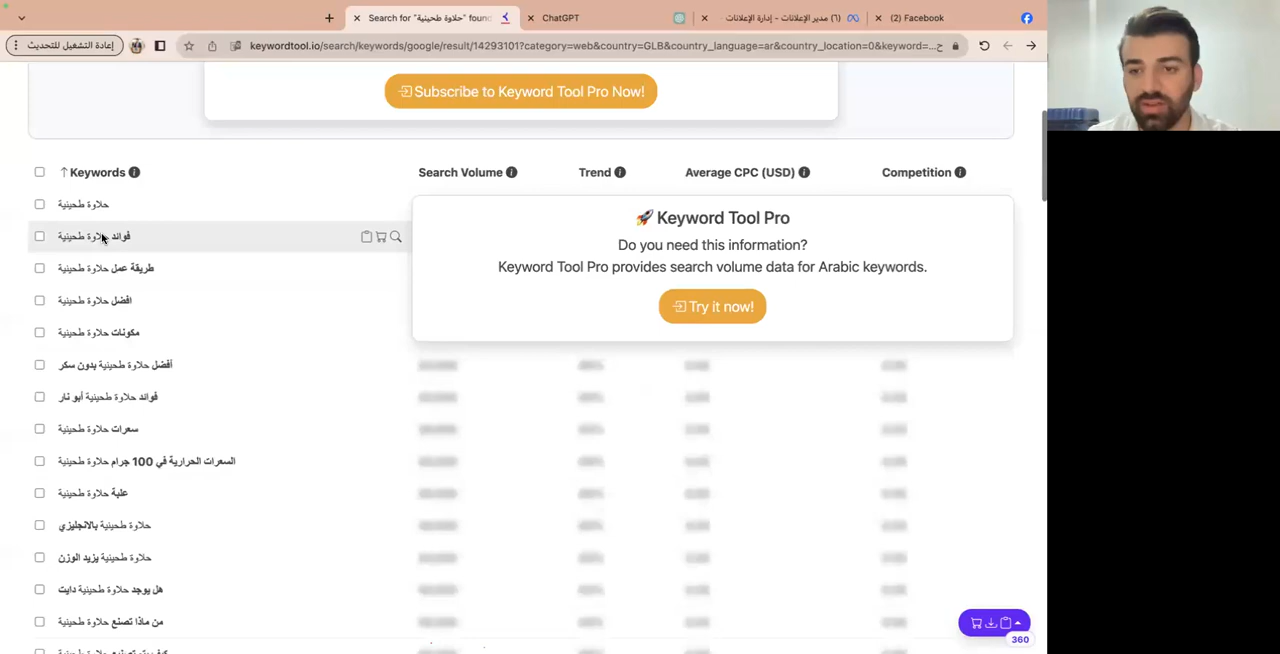 Search for "حلاوة طحينية" found
ChatGPT
(٦) مدير الإعلانات - إدارة الإعلانات
(2) Facebook
إعادة التشغيل للتحديث
keywordtool.io/search/keywords/google/result/14293101?category=web&country=GLB&country_language=ar&country_location=0&keyword=...ح
Subscribe to Keyword Tool Pro Now!
Keywords
Search Volume
Trend
Average CPC (USD)
Competition
حلاوة طحينية
فوائد حلاوة طحينية
طريقة عمل حلاوة طحينية
افضل حلاوة طحينية
مكونات حلاوة طحينية
أفضل حلاوة طحينية بدون سكر
فوائد حلاوة طحينية أبو نار
سعرات حلاوة طحينية
السعرات الحرارية في 100 جرام حلاوة طحينية
علبة حلاوة طحينية
حلاوة طحينية بالانجليزي
حلاوة طحينية يزيد الوزن
هل يوجد حلاوة طحينية دايت
من ماذا تصنع حلاوة طحينية
Keyword Tool Pro
Do you need this information?
Keyword Tool Pro provides search volume data for Arabic keywords.
Try it now!
360